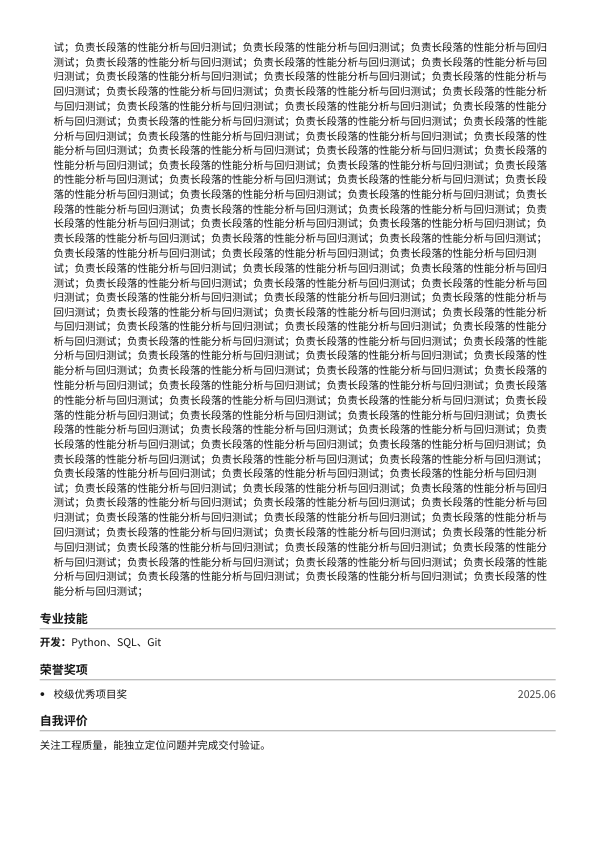 试；负责长段落的性能分析与回归测试；负责长段落的性能分析与回归测试；负责长段落的性能分析与回归
测试；负责长段落的性能分析与回归测试；负责长段落的性能分析与回归测试；负责长段落的性能分析与回
归测试；负责长段落的性能分析与回归测试；负责长段落的性能分析与回归测试；负责长段落的性能分析与
回归测试；负责长段落的性能分析与回归测试；负责长段落的性能分析与回归测试；负责长段落的性能分析
与回归测试；负责长段落的性能分析与回归测试；负责长段落的性能分析与回归测试；负责长段落的性能分
析与回归测试；负责长段落的性能分析与回归测试；负责长段落的性能分析与回归测试；负责长段落的性能
分析与回归测试；负责长段落的性能分析与回归测试；负责长段落的性能分析与回归测试；负责长段落的性
能分析与回归测试；负责长段落的性能分析与回归测试；负责长段落的性能分析与回归测试；负责长段落的
性能分析与回归测试；负责长段落的性能分析与回归测试；负责长段落的性能分析与回归测试；负责长段落
的性能分析与回归测试；负责长段落的性能分析与回归测试；负责长段落的性能分析与回归测试；负责长段
落的性能分析与回归测试；负责长段落的性能分析与回归测试；负责长段落的性能分析与回归测试；负责长
段落的性能分析与回归测试；负责长段落的性能分析与回归测试；负责长段落的性能分析与回归测试；负责
长段落的性能分析与回归测试；负责长段落的性能分析与回归测试；负责长段落的性能分析与回归测试；负
责长段落的性能分析与回归测试；负责长段落的性能分析与回归测试；负责长段落的性能分析与回归测试；
负责长段落的性能分析与回归测试；负责长段落的性能分析与回归测试；负责长段落的性能分析与回归测
试；负责长段落的性能分析与回归测试；负责长段落的性能分析与回归测试；负责长段落的性能分析与回归
测试；负责长段落的性能分析与回归测试；负责长段落的性能分析与回归测试；负责长段落的性能分析与回
归测试；负责长段落的性能分析与回归测试；负责长段落的性能分析与回归测试；负责长段落的性能分析与
回归测试；负责长段落的性能分析与回归测试；负责长段落的性能分析与回归测试；负责长段落的性能分析
与回归测试；负责长段落的性能分析与回归测试；负责长段落的性能分析与回归测试；负责长段落的性能分
析与回归测试；负责长段落的性能分析与回归测试；负责长段落的性能分析与回归测试；负责长段落的性能
分析与回归测试；负责长段落的性能分析与回归测试；负责长段落的性能分析与回归测试；负责长段落的性
能分析与回归测试；负责长段落的性能分析与回归测试；负责长段落的性能分析与回归测试；负责长段落的
性能分析与回归测试；负责长段落的性能分析与回归测试；负责长段落的性能分析与回归测试；负责长段落
的性能分析与回归测试；负责长段落的性能分析与回归测试；负责长段落的性能分析与回归测试；负责长段
落的性能分析与回归测试；负责长段落的性能分析与回归测试；负责长段落的性能分析与回归测试；负责长
段落的性能分析与回归测试；负责长段落的性能分析与回归测试；负责长段落的性能分析与回归测试；负责
长段落的性能分析与回归测试；负责长段落的性能分析与回归测试；负责长段落的性能分析与回归测试；负
责长段落的性能分析与回归测试；负责长段落的性能分析与回归测试；负责长段落的性能分析与回归测试；
负责长段落的性能分析与回归测试；负责长段落的性能分析与回归测试；负责长段落的性能分析与回归测
试；负责长段落的性能分析与回归测试；负责长段落的性能分析与回归测试；负责长段落的性能分析与回归
测试；负责长段落的性能分析与回归测试；负责长段落的性能分析与回归测试；负责长段落的性能分析与回
归测试；负责长段落的性能分析与回归测试；负责长段落的性能分析与回归测试；负责长段落的性能分析与
回归测试；负责长段落的性能分析与回归测试；负责长段落的性能分析与回归测试；负责长段落的性能分析
与回归测试；负责长段落的性能分析与回归测试；负责长段落的性能分析与回归测试；负责长段落的性能分
析与回归测试；负责长段落的性能分析与回归测试；负责长段落的性能分析与回归测试；负责长段落的性能
分析与回归测试；负责长段落的性能分析与回归测试；负责长段落的性能分析与回归测试；负责长段落的性
能分析与回归测试；
专业技能
开发：Python、SQL、Git
荣誉奖项
• 校级优秀项目奖 2025.06
自我评价
关注工程质量，能独立定位问题并完成交付验证。